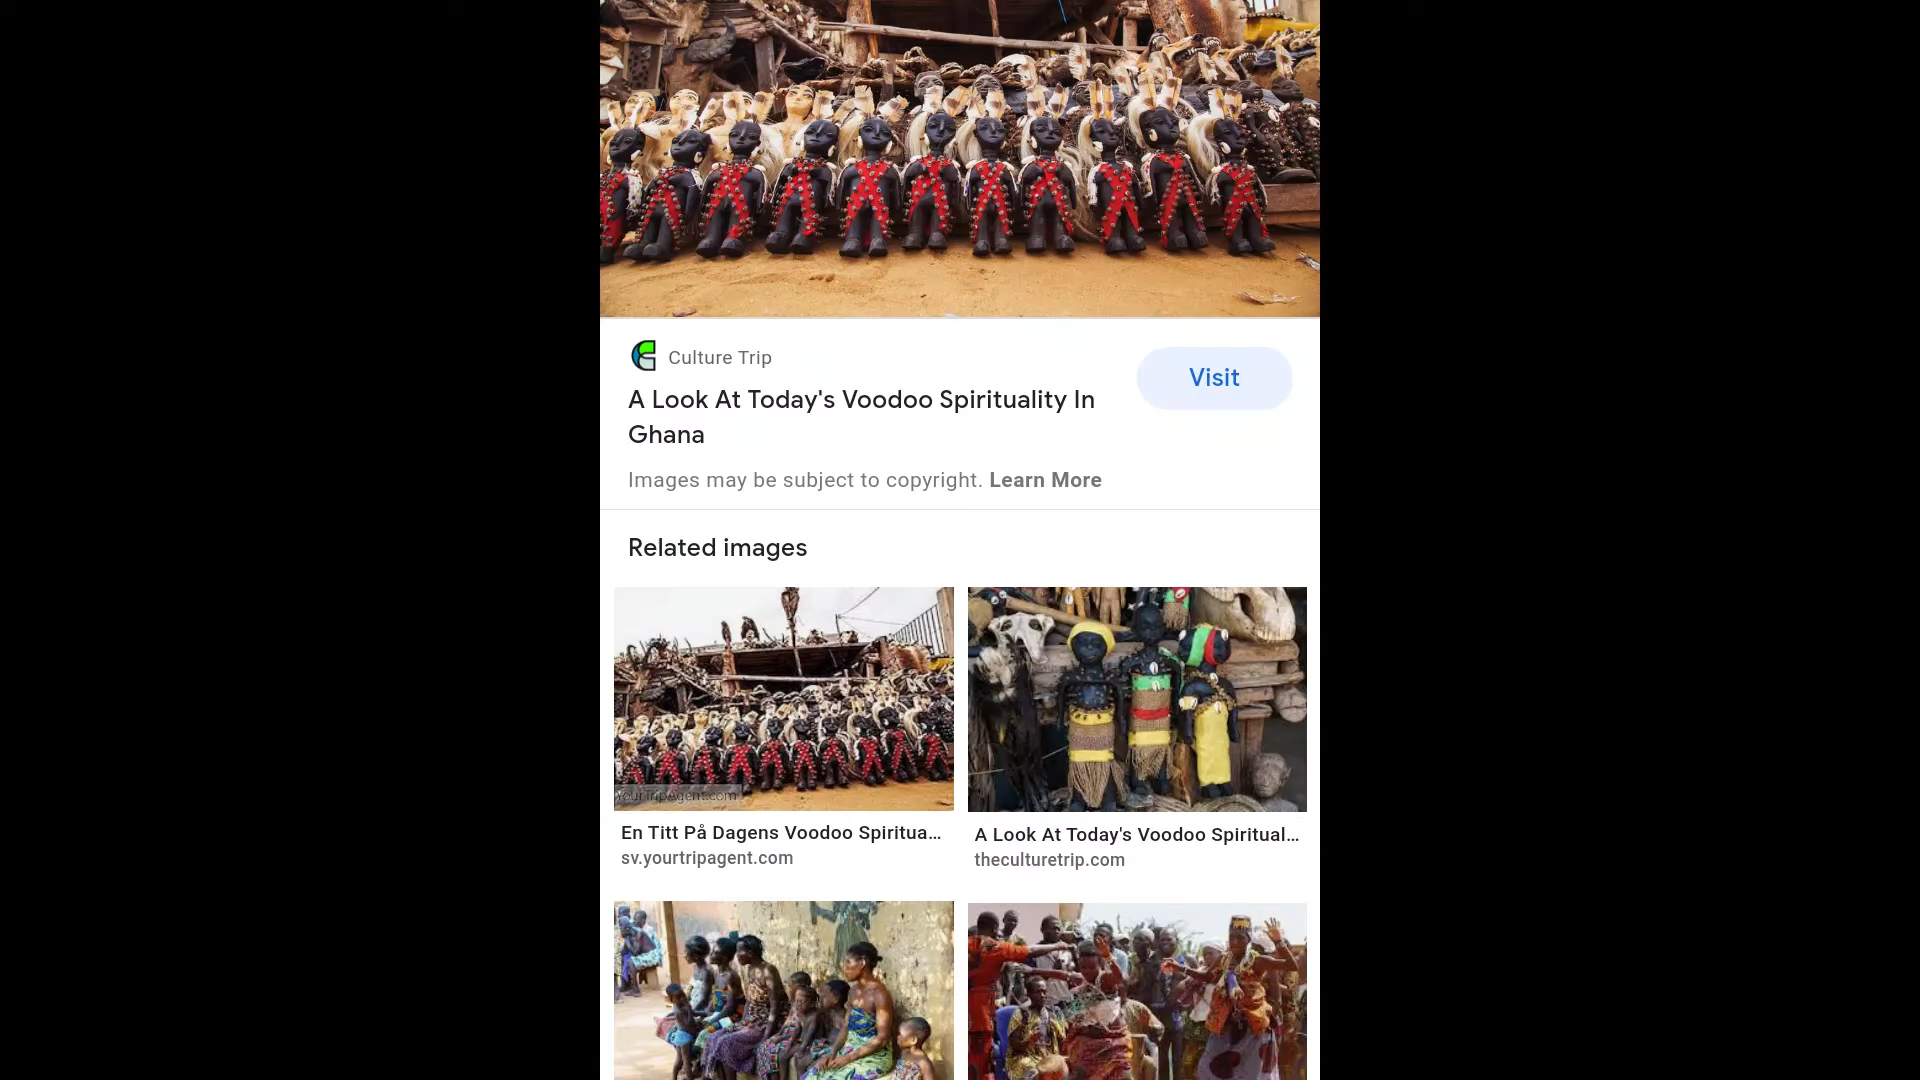 Culture Trip
Visit
A Look At Today's Voodoo Spirituality In
Ghana
Images may be subject to copyright. Learn More
Related images
YourTripAgent.com
En Titt På Dagens Voodoo Spiritua...
sv.yourtripagent.com
A Look At Today's Voodoo Spiritual...
theculturetrip.com